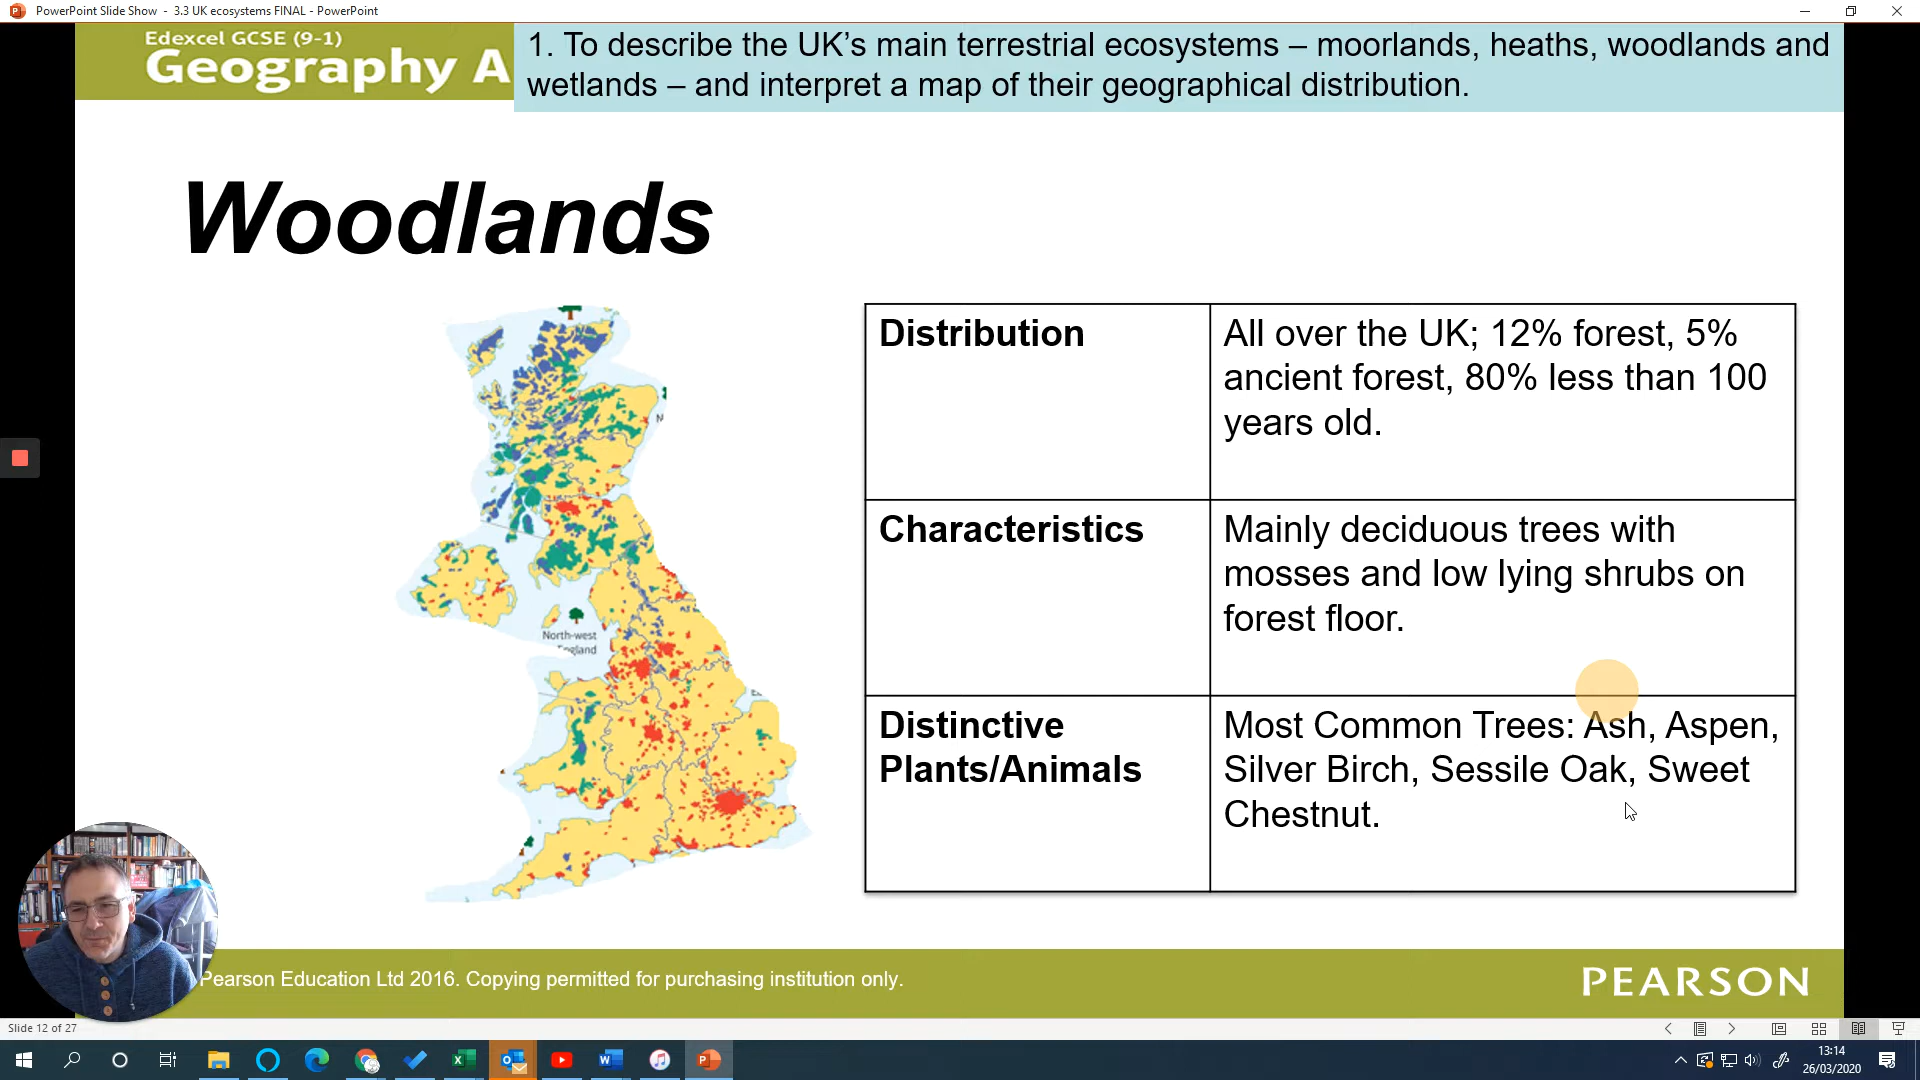 PowerPoint Slide Show - 3.3 UK ecosystems FINAL - PowerPoint
Edexcel GCSE (9-1)
Geography A
1. To describe the UK's main terrestrial ecosystems – moorlands, heaths, woodlands and
wetlands – and interpret a map of their geographical distribution.
Woodlands
North-west
England
Distribution
All over the UK; 12% forest, 5%
ancient forest, 80% less than 100
years old.
Characteristics
Mainly deciduous trees with
mosses and low lying shrubs on
forest floor.
Distinctive
Plants/Animals
Most Common Trees: Ash, Aspen,
Silver Birch, Sessile Oak, Sweet
Chestnut.
Pearson Education Ltd 2016. Copying permitted for purchasing institution only.
PEARSON
Slide 12 of 27
13:14
26/03/2020